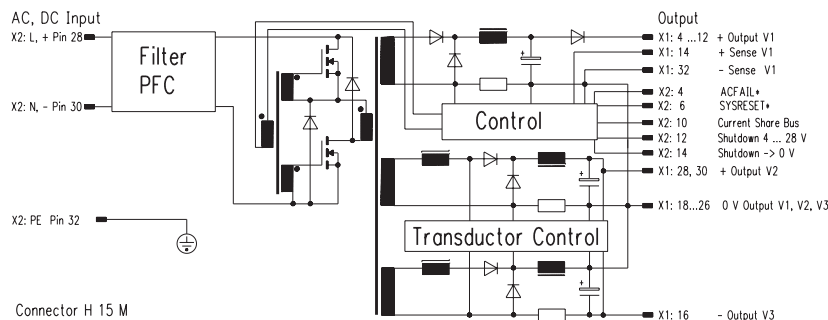 AC, DC Input
X2: L, + Pin 28
X2: N, - Pin 30
X2: PE Pin 32
Connector H 15 M
Filter
PFC
Control
Transductor Control
Output
X1: 4 ...12 + Output V1
X1: 14 + Sense V1
X1: 32 - Sense V1
X2: 4 ACFAIL*
X2: 6 SYSRESET*
X2: 10 Current Share Bus
X2: 12 Shutdown 4 ... 28 V
X2: 14 Shutdown -> 0 V
X1: 28, 30 + Output V2
X1: 18...26 0 V Output V1, V2, V3
X1: 16 - Output V3
+
+
+